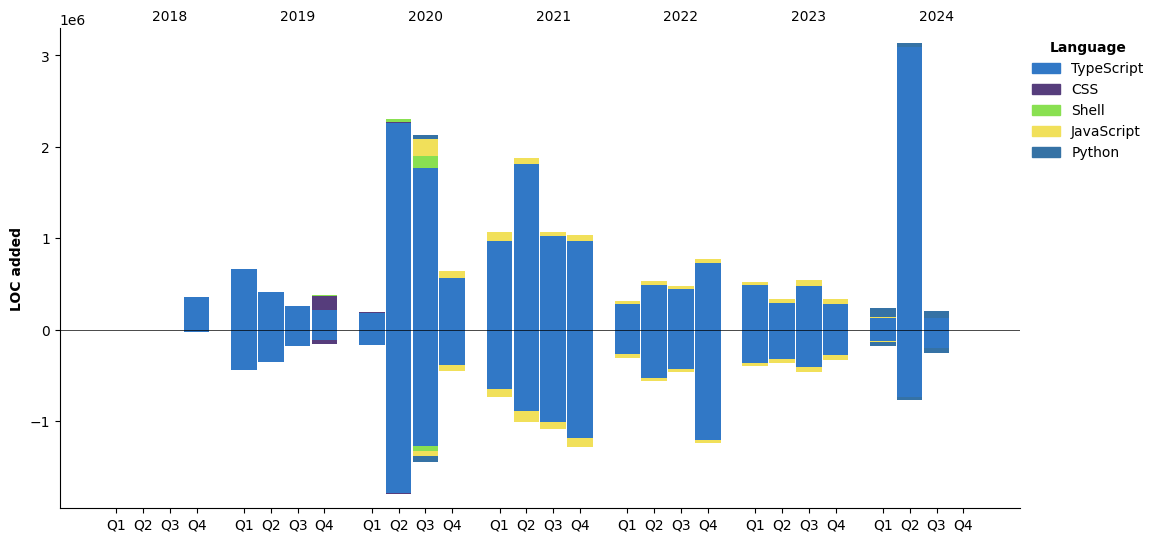 2018 2019 2020 2021 2022 2023 2024
1e6
3
2
1
0
−1
LOC added
Language
TypeScript
CSS
Shell
JavaScript
Python
Q1 Q2 Q3 Q4 Q1 Q2 Q3 Q4 Q1 Q2 Q3 Q4 Q1 Q2 Q3 Q4 Q1 Q2 Q3 Q4 Q1 Q2 Q3 Q4 Q1 Q2 Q3 Q4